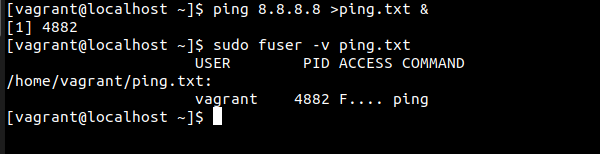 [vagrant@localhost ~]$ ping 8.8.8.8 >ping.txt &
[1] 4882
[vagrant@localhost ~]$ sudo fuser -v ping.txt
                     USER        PID ACCESS COMMAND
/home/vagrant/ping.txt:
                     vagrant    4882 F.... ping
[vagrant@localhost ~]$